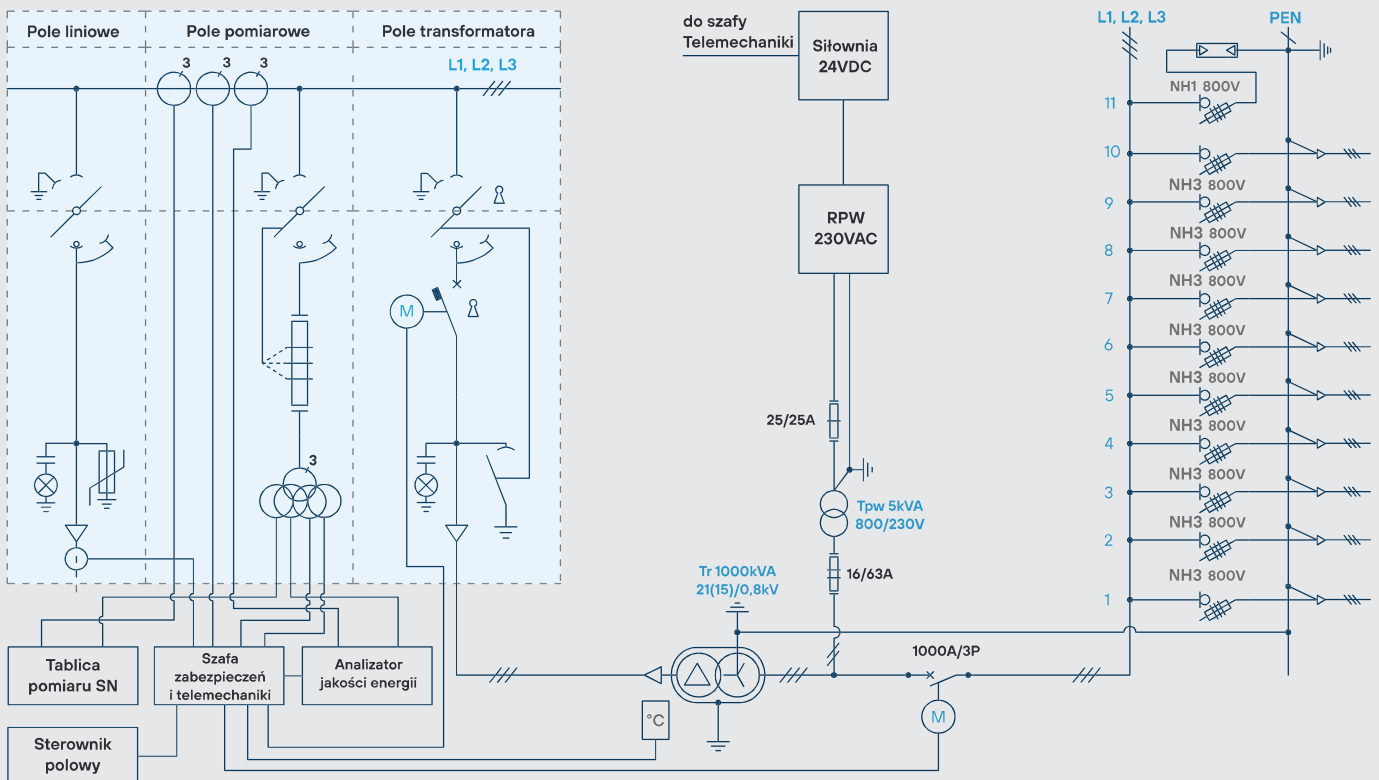 Pole liniowe
Pole pomiarowe
Pole transformatora
L1, L2, L3
3
3
3
M
3
Tablica
pomiaru SN
Szafa
zabezpieczeń
i telemechaniki
Analizator
jakości energii
Sterownik
polowy
do szafy
Telemechaniki
Siłownia
24VDC
RPW
230VAC
25/25A
Tpw 5kVA
800/230V
16/63A
Tr 1000kVA
21(15)/0,8kV
°C
1000A/3P
M
L1, L2, L3
PEN
NH1 800V
11
10
NH3 800V
9
NH3 800V
8
NH3 800V
7
NH3 800V
6
NH3 800V
5
NH3 800V
4
NH3 800V
3
NH3 800V
2
NH3 800V
1